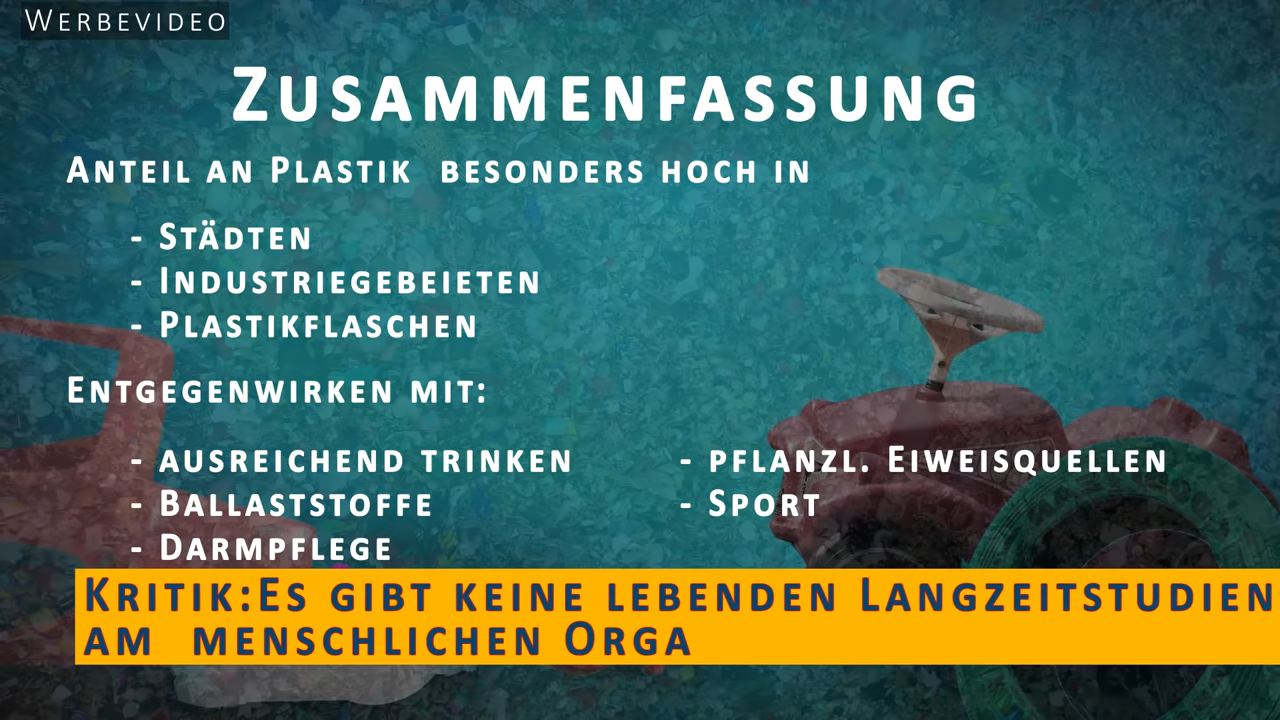 Werbevideo
Zusammenfassung
Anteil an Plastik besonders hoch in
- Städten
- Industriegebeieten
- Plastikflaschen
Entgegenwirken mit:
- ausreichend trinken
- Ballaststoffe
- Darmpflege
- pflanzl. Eiweisquellen
- Sport
Kritik:Es gibt keine lebenden Langzeitstudien
am menschlichen Orga